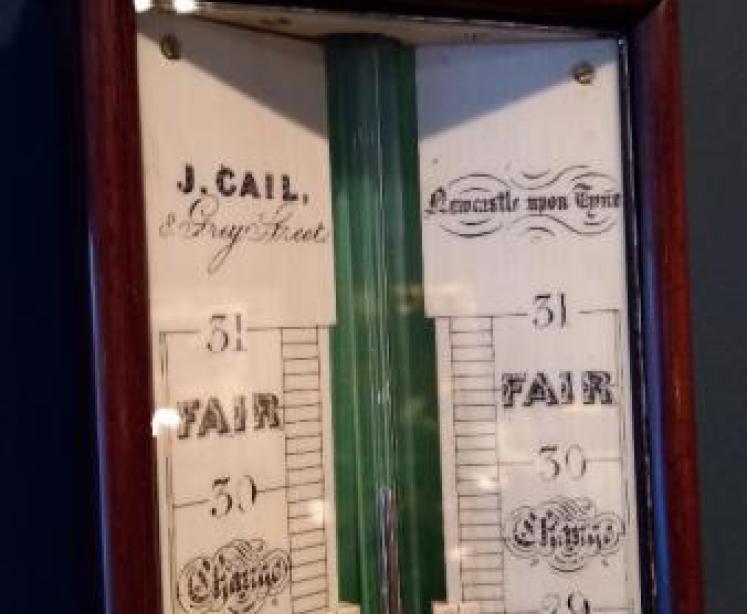 J. CAIL,
8 Grey Street
Newcastle upon Tyne
31
FAIR
30
Change
31
FAIR
30
Change
29